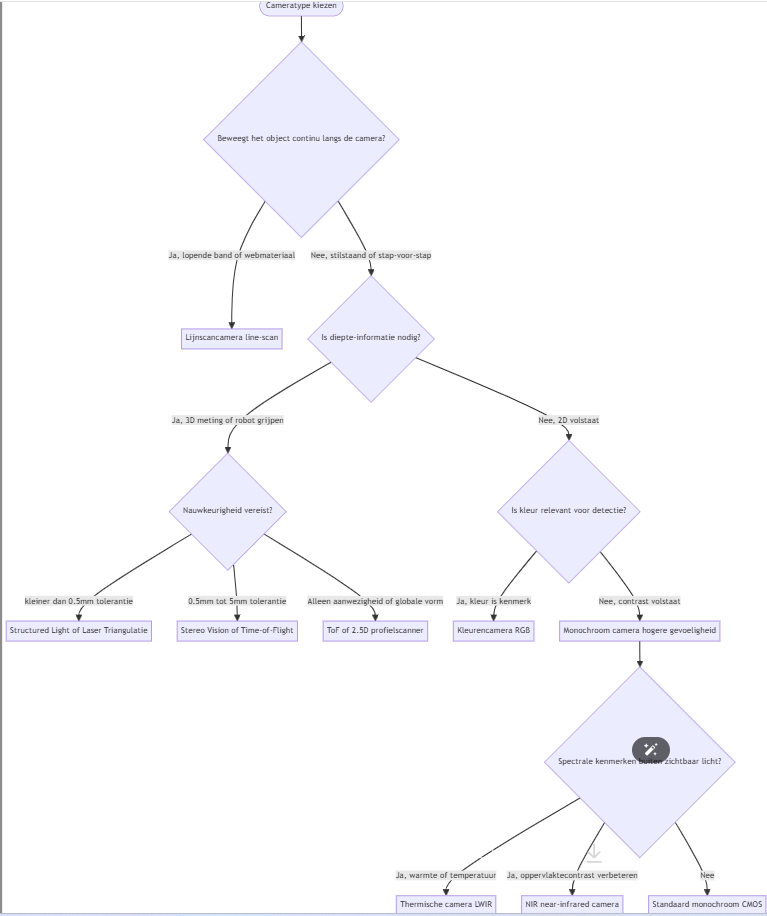 Cameratype kiezen
Beweegt het object continu langs de camera?
Ja, lopende band of webmateriaal
Nee, stilstaand of stap-voor-stap
Lijnscancamera line-scan
Is diepte-informatie nodig?
Ja, 3D meting of robot grijpen
Nee, 2D volstaat
Nauwkeurigheid vereist?
Is kleur relevant voor detectie?
kleiner dan 0.5mm tolerantie
0.5mm tot 5mm tolerantie
Alleen aanwezigheid of globale vorm
Ja, kleur is kenmerk
Nee, contrast volstaat
Structured Light of Laser Triangulatie
Stereo Vision of Time-of-Flight
ToF of 2.5D profielscanner
Kleurencamera RGB
Monochroom camera hogere gevoeligheid
Spectrale kenmerken buiten zichtbaar licht?
Ja, warmte of temperatuur
Ja, oppervlaktecontrast verbeteren
Nee
Thermische camera LWIR
NIR near-infrared camera
Standaard monochroom CMOS